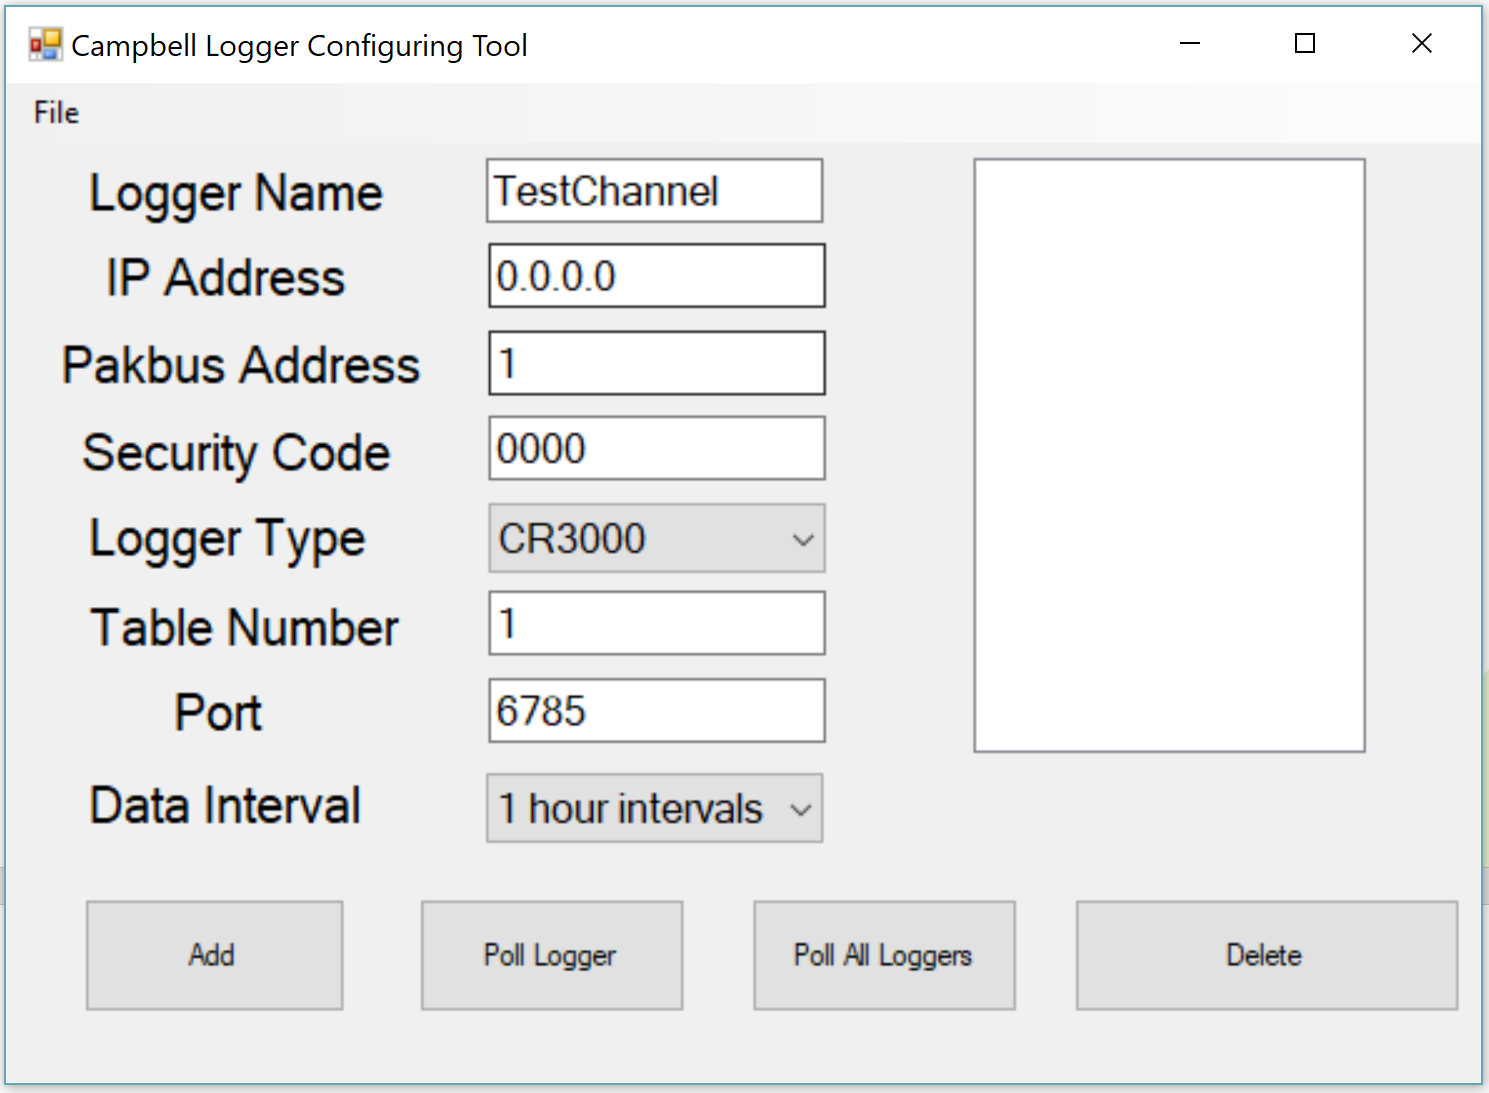 Campbell Logger Configuring Tool
File
Logger Name TestChannel
IP Address 0.0.0.0
Pakbus Address 1
Security Code 0000
Logger Type CR3000
Table Number 1
Port 6785
Data Interval 1 hour intervals
Add Poll Logger Poll All Loggers Delete